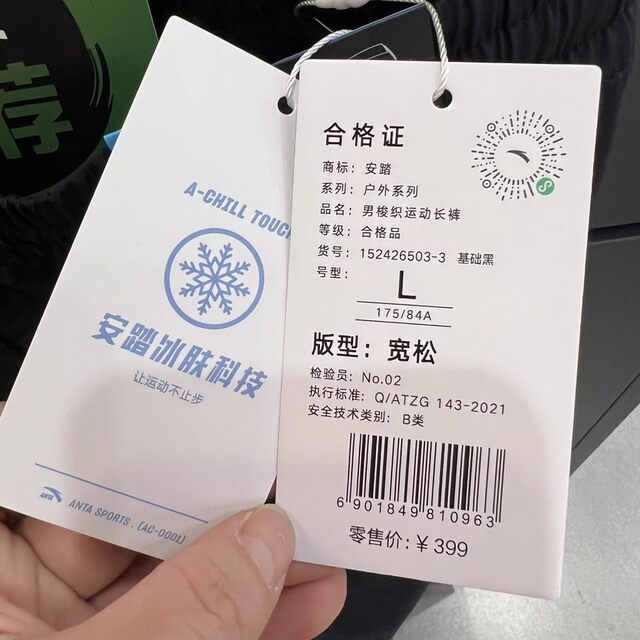 荐
A-CHILL TOUC
安踏冰肤科技
让运动不止步
ANTA
ANTA SPORTS . (AC-0001)
合格证
商标: 安踏
系列: 户外系列
品名: 男梭织运动长裤
等级: 合格品
货号: 152426503-3 基础黑
号型: L
175/84A
版型: 宽松
检验员: No.02
执行标准: Q/ATZG 143-2021
安全技术类别: B类
6 901849 810963
零售价: ¥399